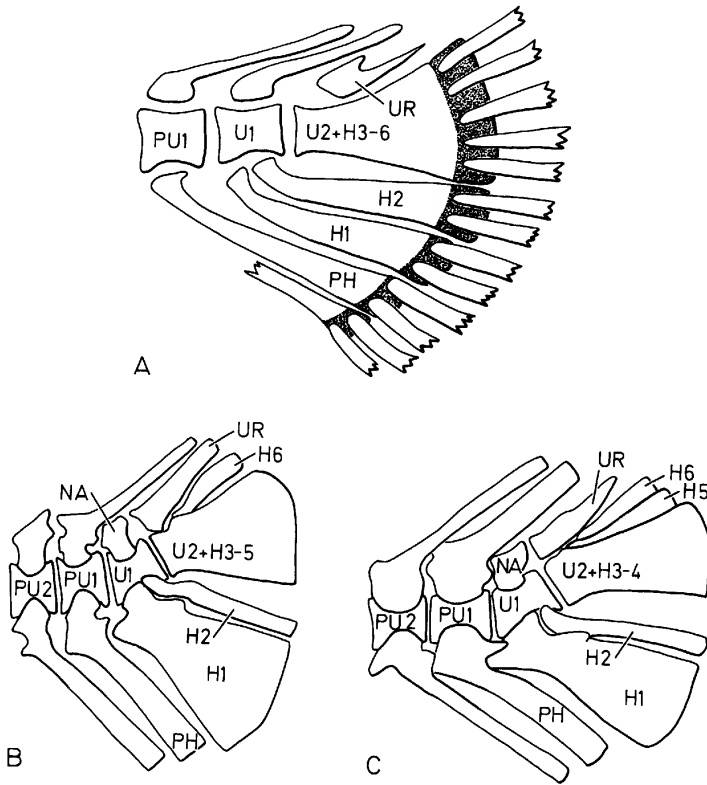 UR
PU1 U1 U2+H3-6
H2
H1
PH
A
UR
H6
NA
U2+H3-5
PU2 PU1 U1
H2
H1
PH
B
UR
H6
H5
NA
U2+H3-4
PU2 PU1 U1
H2
H1
PH
C